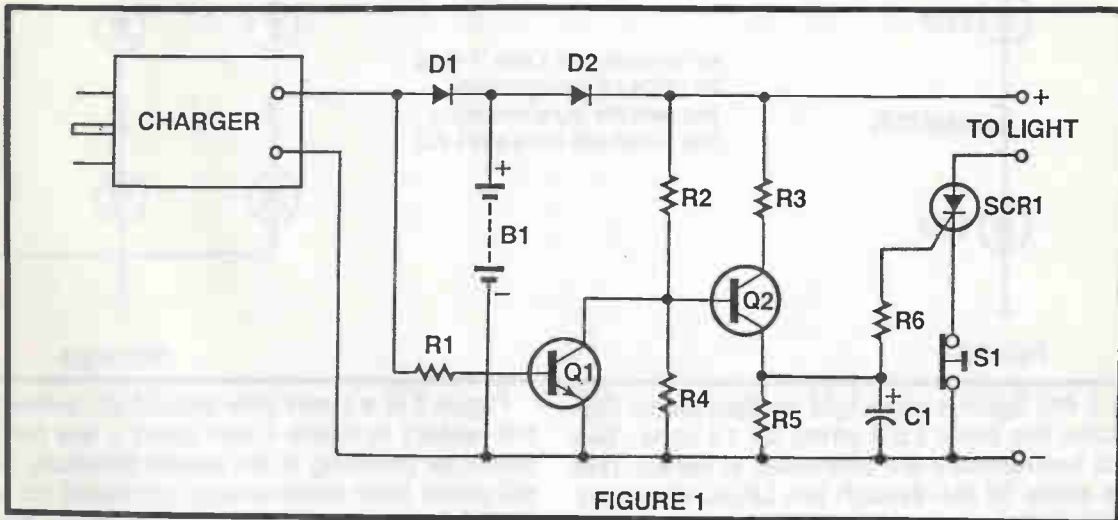 D1
D2
CHARGER
+
TO LIGHT
R2
R3
SCR1
+
B1
−
Q2
R6
R1
S1
Q1
R4
R5
+
C1
−
FIGURE 1